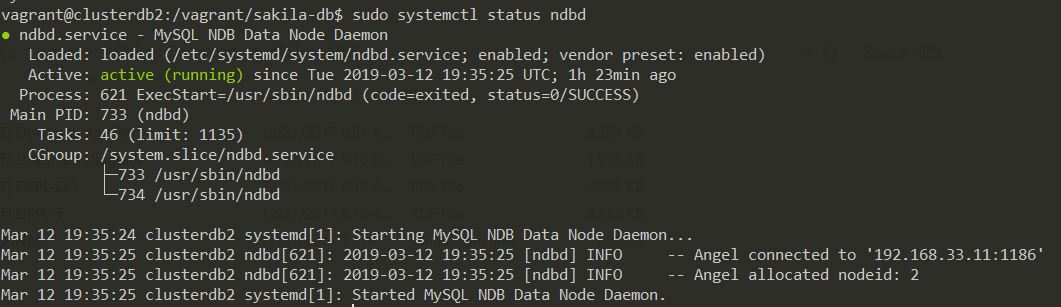 vagrant@clusterdb2:/vagrant/sakila-db$ sudo systemctl status ndbd
● ndbd.service - MySQL NDB Data Node Daemon
Loaded: loaded (/etc/systemd/system/ndbd.service; enabled; vendor preset: enabled)
Active: active (running) since Tue 2019-03-12 19:35:25 UTC; 1h 23min ago
Process: 621 ExecStart=/usr/sbin/ndbd (code=exited, status=0/SUCCESS)
Main PID: 733 (ndbd)
Tasks: 46 (limit: 1135)
CGroup: /system.slice/ndbd.service
├─733 /usr/sbin/ndbd
└─734 /usr/sbin/ndbd
Mar 12 19:35:24 clusterdb2 systemd[1]: Starting MySQL NDB Data Node Daemon...
Mar 12 19:35:25 clusterdb2 ndbd[621]: 2019-03-12 19:35:25 [ndbd] INFO     -- Angel connected to '192.168.33.11:1186'
Mar 12 19:35:25 clusterdb2 ndbd[621]: 2019-03-12 19:35:25 [ndbd] INFO     -- Angel allocated nodeid: 2
Mar 12 19:35:25 clusterdb2 systemd[1]: Started MySQL NDB Data Node Daemon.